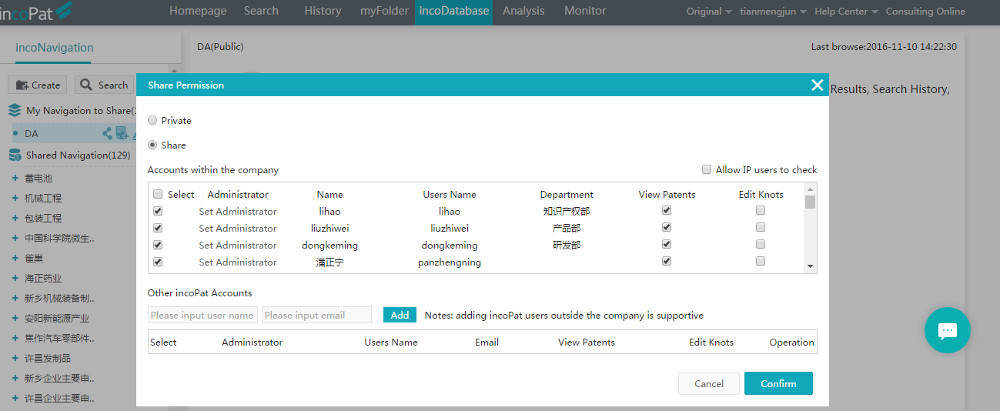 incoPat
Homepage Search History myFolder incoDatabase Analysis Monitor Original tianmengjun Help Center Consulting Online
incoNavigation
DA(Public) Last browse:2016-11-10 14:22:30
Create Search
Results, Search History,
My Navigation to Share(
DA
Shared Navigation(129)
蓄电池
机械工程
包装工程
中国科学院微生..
雀巢
海正药业
新乡机械装备制..
安阳新能源产业
焦作汽车零部件..
许昌发制品
新乡企业主要申..
许昌企业主要申..
Share Permission
Private
Share
Accounts within the company Allow IP users to check
Select Administrator Name Users Name Department View Patents Edit Knots
Set Administrator lihao lihao 知识产权部
Set Administrator liuzhiwei liuzhiwei 产品部
Set Administrator dongkeming dongkeming 研发部
Set Administrator 潘正宁 panzhengning
Other incoPat Accounts
Please input user name Please input email Add Notes: adding incoPat users outside the company is supportive
Select Administrator Users Name Email View Patents Edit Knots Operation
Cancel Confirm